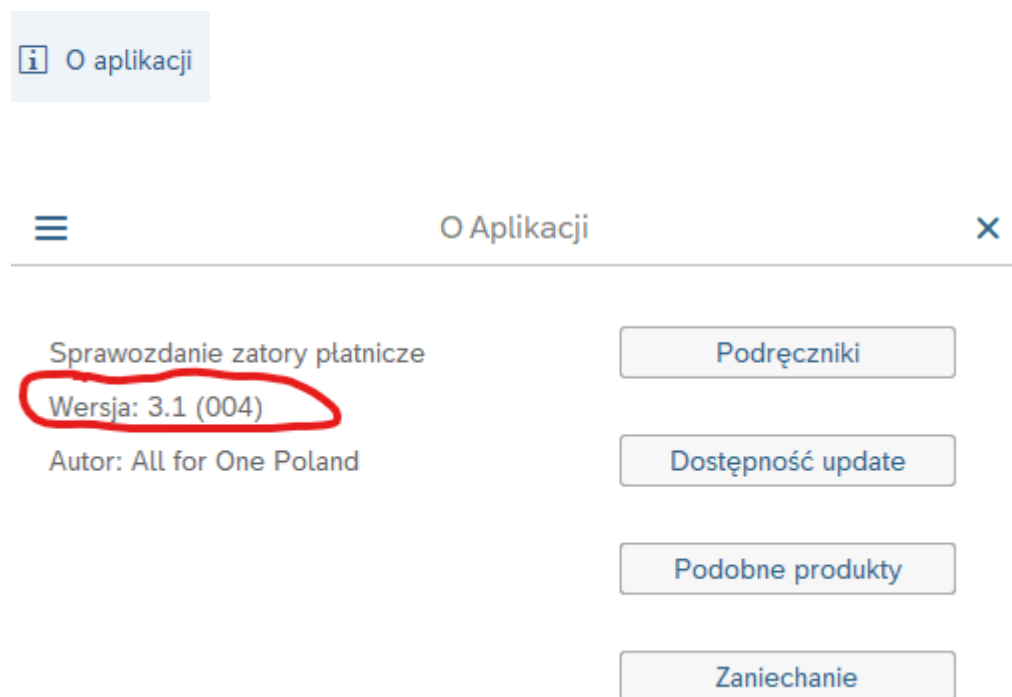 O aplikacji
O Aplikacji
Sprawozdanie zatory płatnicze
Podręczniki
Wersja: 3.1 (004)
Autor: All for One Poland
Dostępność update
Podobne produkty
Zaniechanie